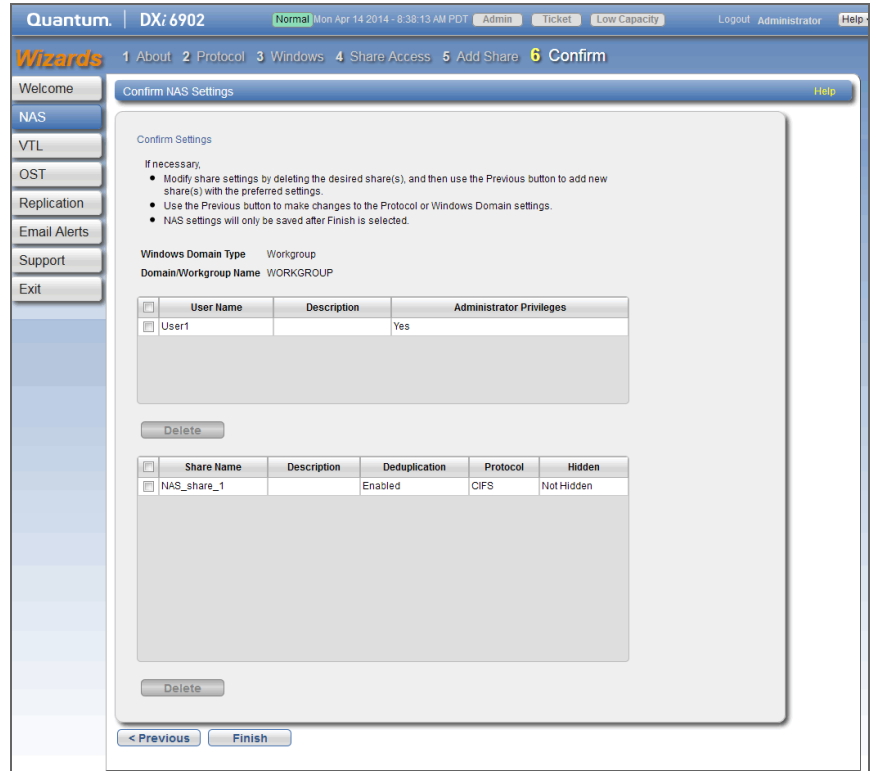 Quantum. DXi 6902 Normal Mon Apr 14 2014 - 8:38:13 AM PDT Admin Ticket Low Capacity Logout Administrator Help
Wizards 1 About 2 Protocol 3 Windows 4 Share Access 5 Add Share 6 Confirm
Welcome
NAS
VTL
OST
Replication
Email Alerts
Support
Exit
Confirm NAS Settings Help
Confirm Settings
If necessary,
● Modify share settings by deleting the desired share(s), and then use the Previous button to add new
share(s) with the preferred settings.
● Use the Previous button to make changes to the Protocol or Windows Domain settings.
● NAS settings will only be saved after Finish is selected.
Windows Domain Type Workgroup
Domain/Workgroup Name WORKGROUP
User Name Description Administrator Privileges
User1 Yes
Delete
Share Name Description Deduplication Protocol Hidden
NAS_share_1 Enabled CIFS Not Hidden
Delete
< Previous Finish